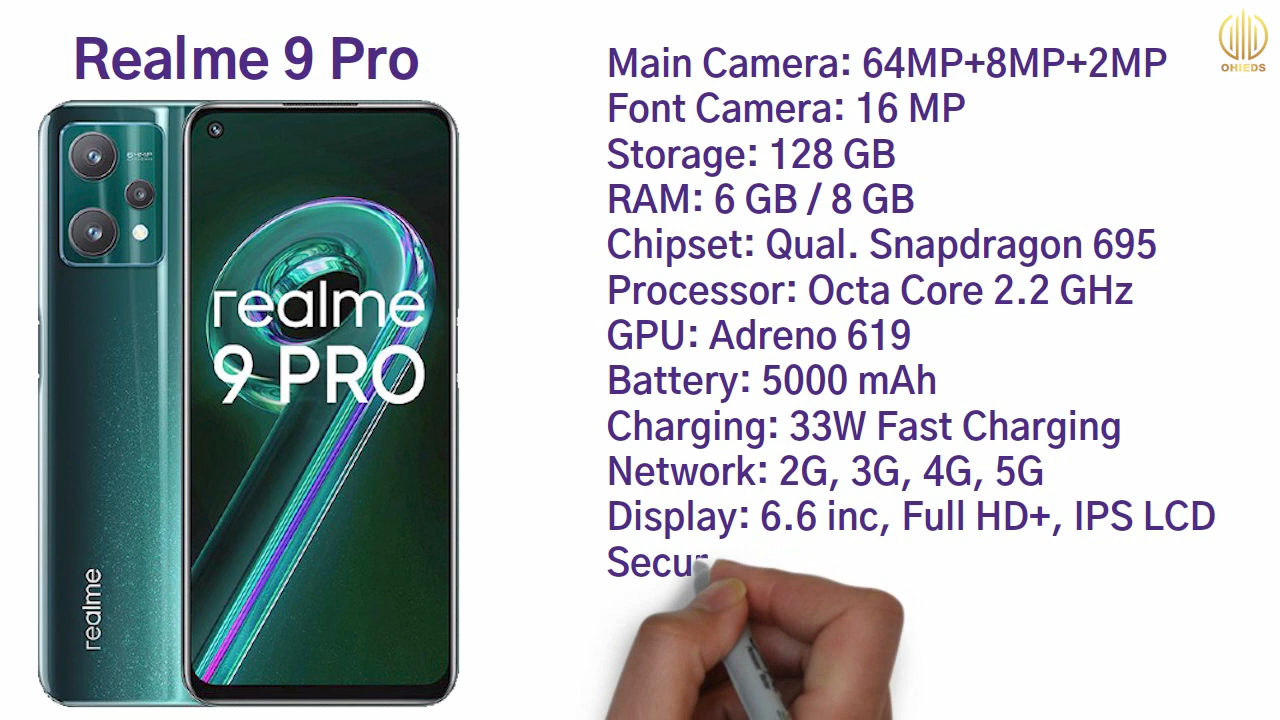 Realme 9 Pro
OHIEDS
Main Camera: 64MP+8MP+2MP
Font Camera: 16 MP
Storage: 128 GB
RAM: 6 GB / 8 GB
Chipset: Qual. Snapdragon 695
Processor: Octa Core 2.2 GHz
GPU: Adreno 619
Battery: 5000 mAh
Charging: 33W Fast Charging
Network: 2G, 3G, 4G, 5G
Display: 6.6 inc, Full HD+, IPS LCD
Secur
64MP
realme
9 PRO
realme